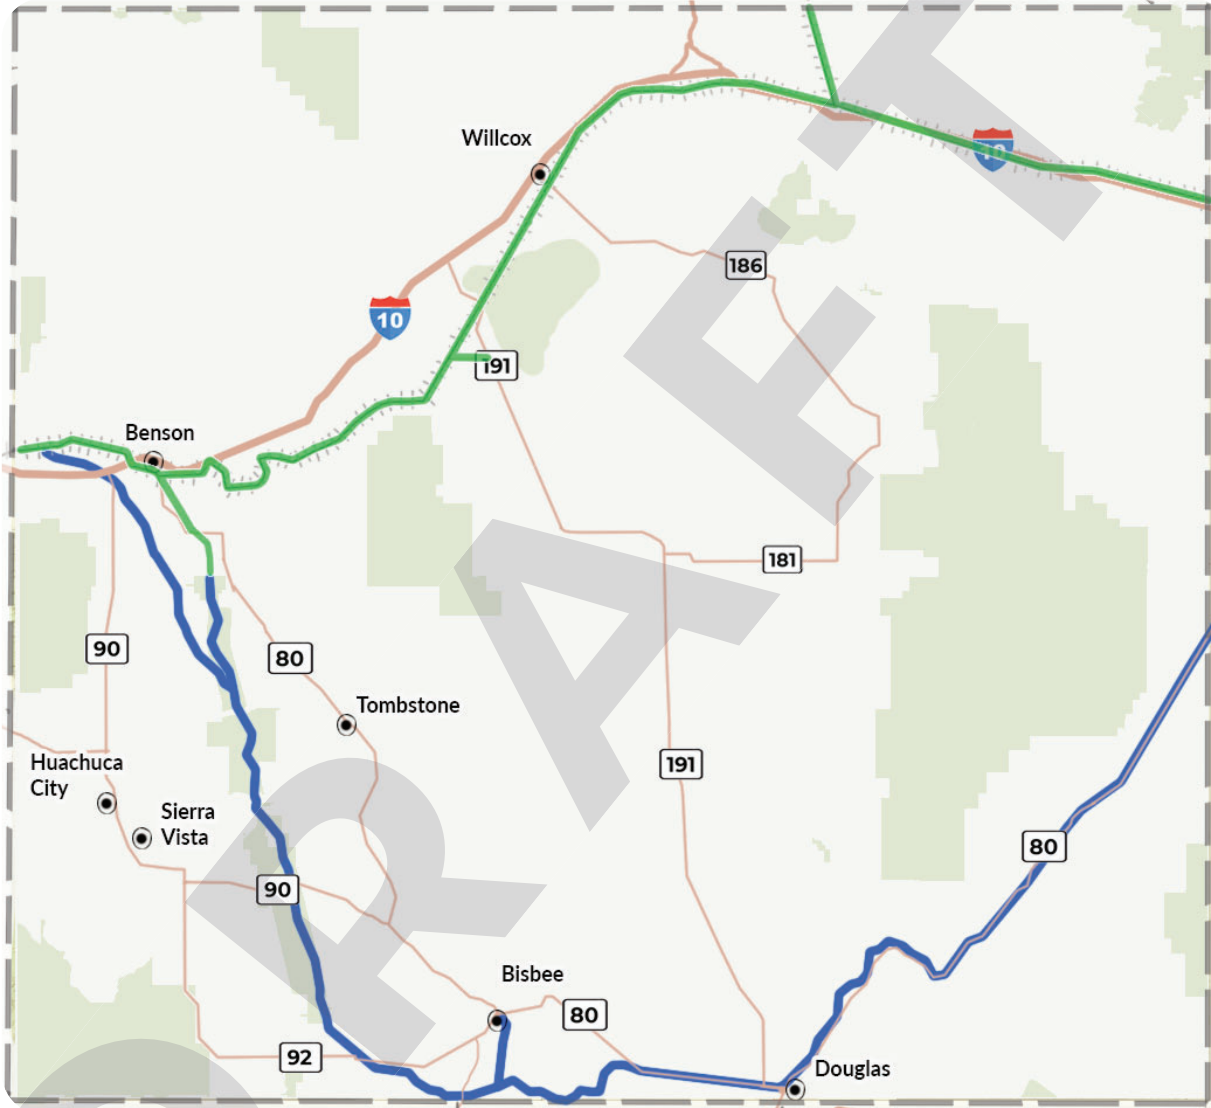 Willcox
10
186
10
191
Benson
181
90
80
Tombstone
Huachuca
City
191
Sierra
Vista
80
90
Bisbee
80
92
Douglas
DRAFT